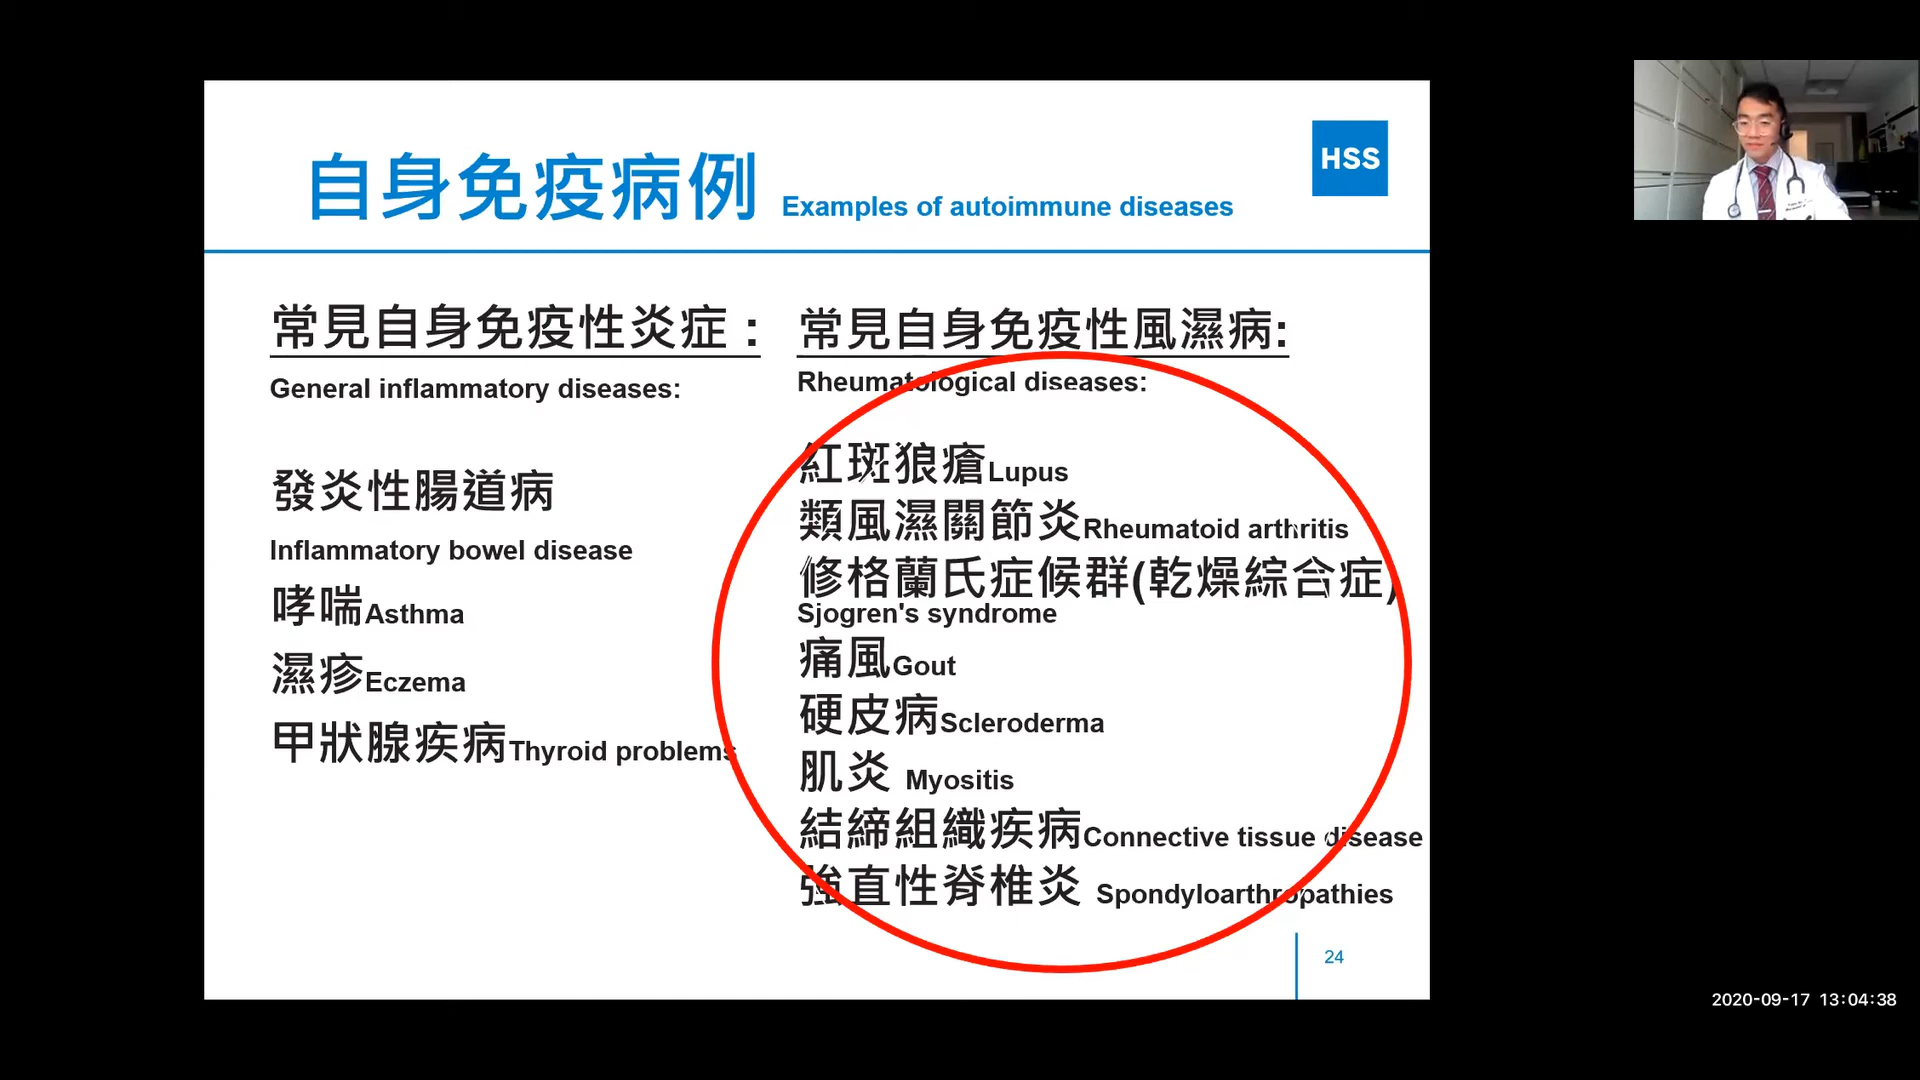 自身免疫病例 Examples of autoimmune diseases
HSS
常見自身免疫性炎症：
General inflammatory diseases:
發炎性腸道病
Inflammatory bowel disease
哮喘Asthma
濕疹Eczema
甲狀腺疾病Thyroid problems
常見自身免疫性風濕病:
Rheumatological diseases:
紅斑狼瘡Lupus
類風濕關節炎Rheumatoid arthritis
修格蘭氏症候群(乾燥綜合症)
Sjogren's syndrome
痛風Gout
硬皮病Scleroderma
肌炎 Myositis
結締組織疾病Connective tissue disease
強直性脊椎炎 Spondyloarthropathies
24
2020-09-17 13:04:38